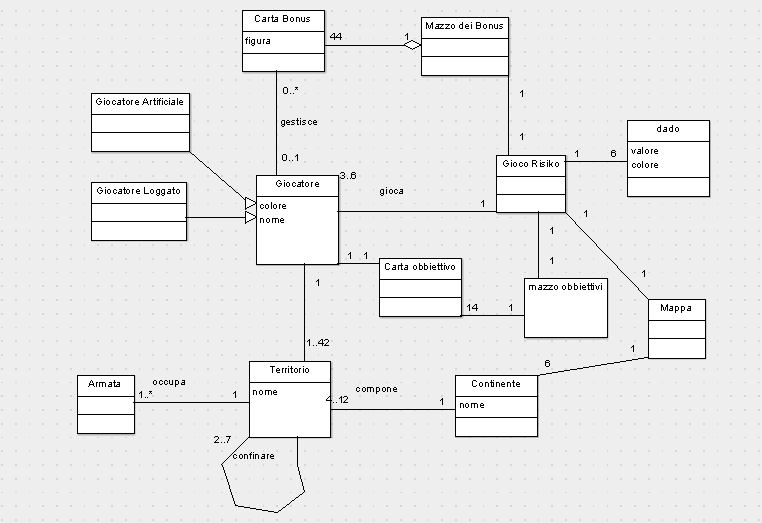 Carta Bonus
figura
44
1
Mazzo dei Bonus
0..*
gestisce
0..1
1
1
Giocatore Artificiale
Giocatore Loggato
dado
valore
colore
1
6
Gioco Risiko
Giocatore
colore
nome
3..6
gioca
1
1
1
1
1
1
1
Carta obbiettivo
14
1
mazzo obbiettivi
Mappa
1
1..42
1
6
Territorio
nome
Armata
occupa
1..*
1
compone
4..12
1
Continente
nome
2..7
confinare